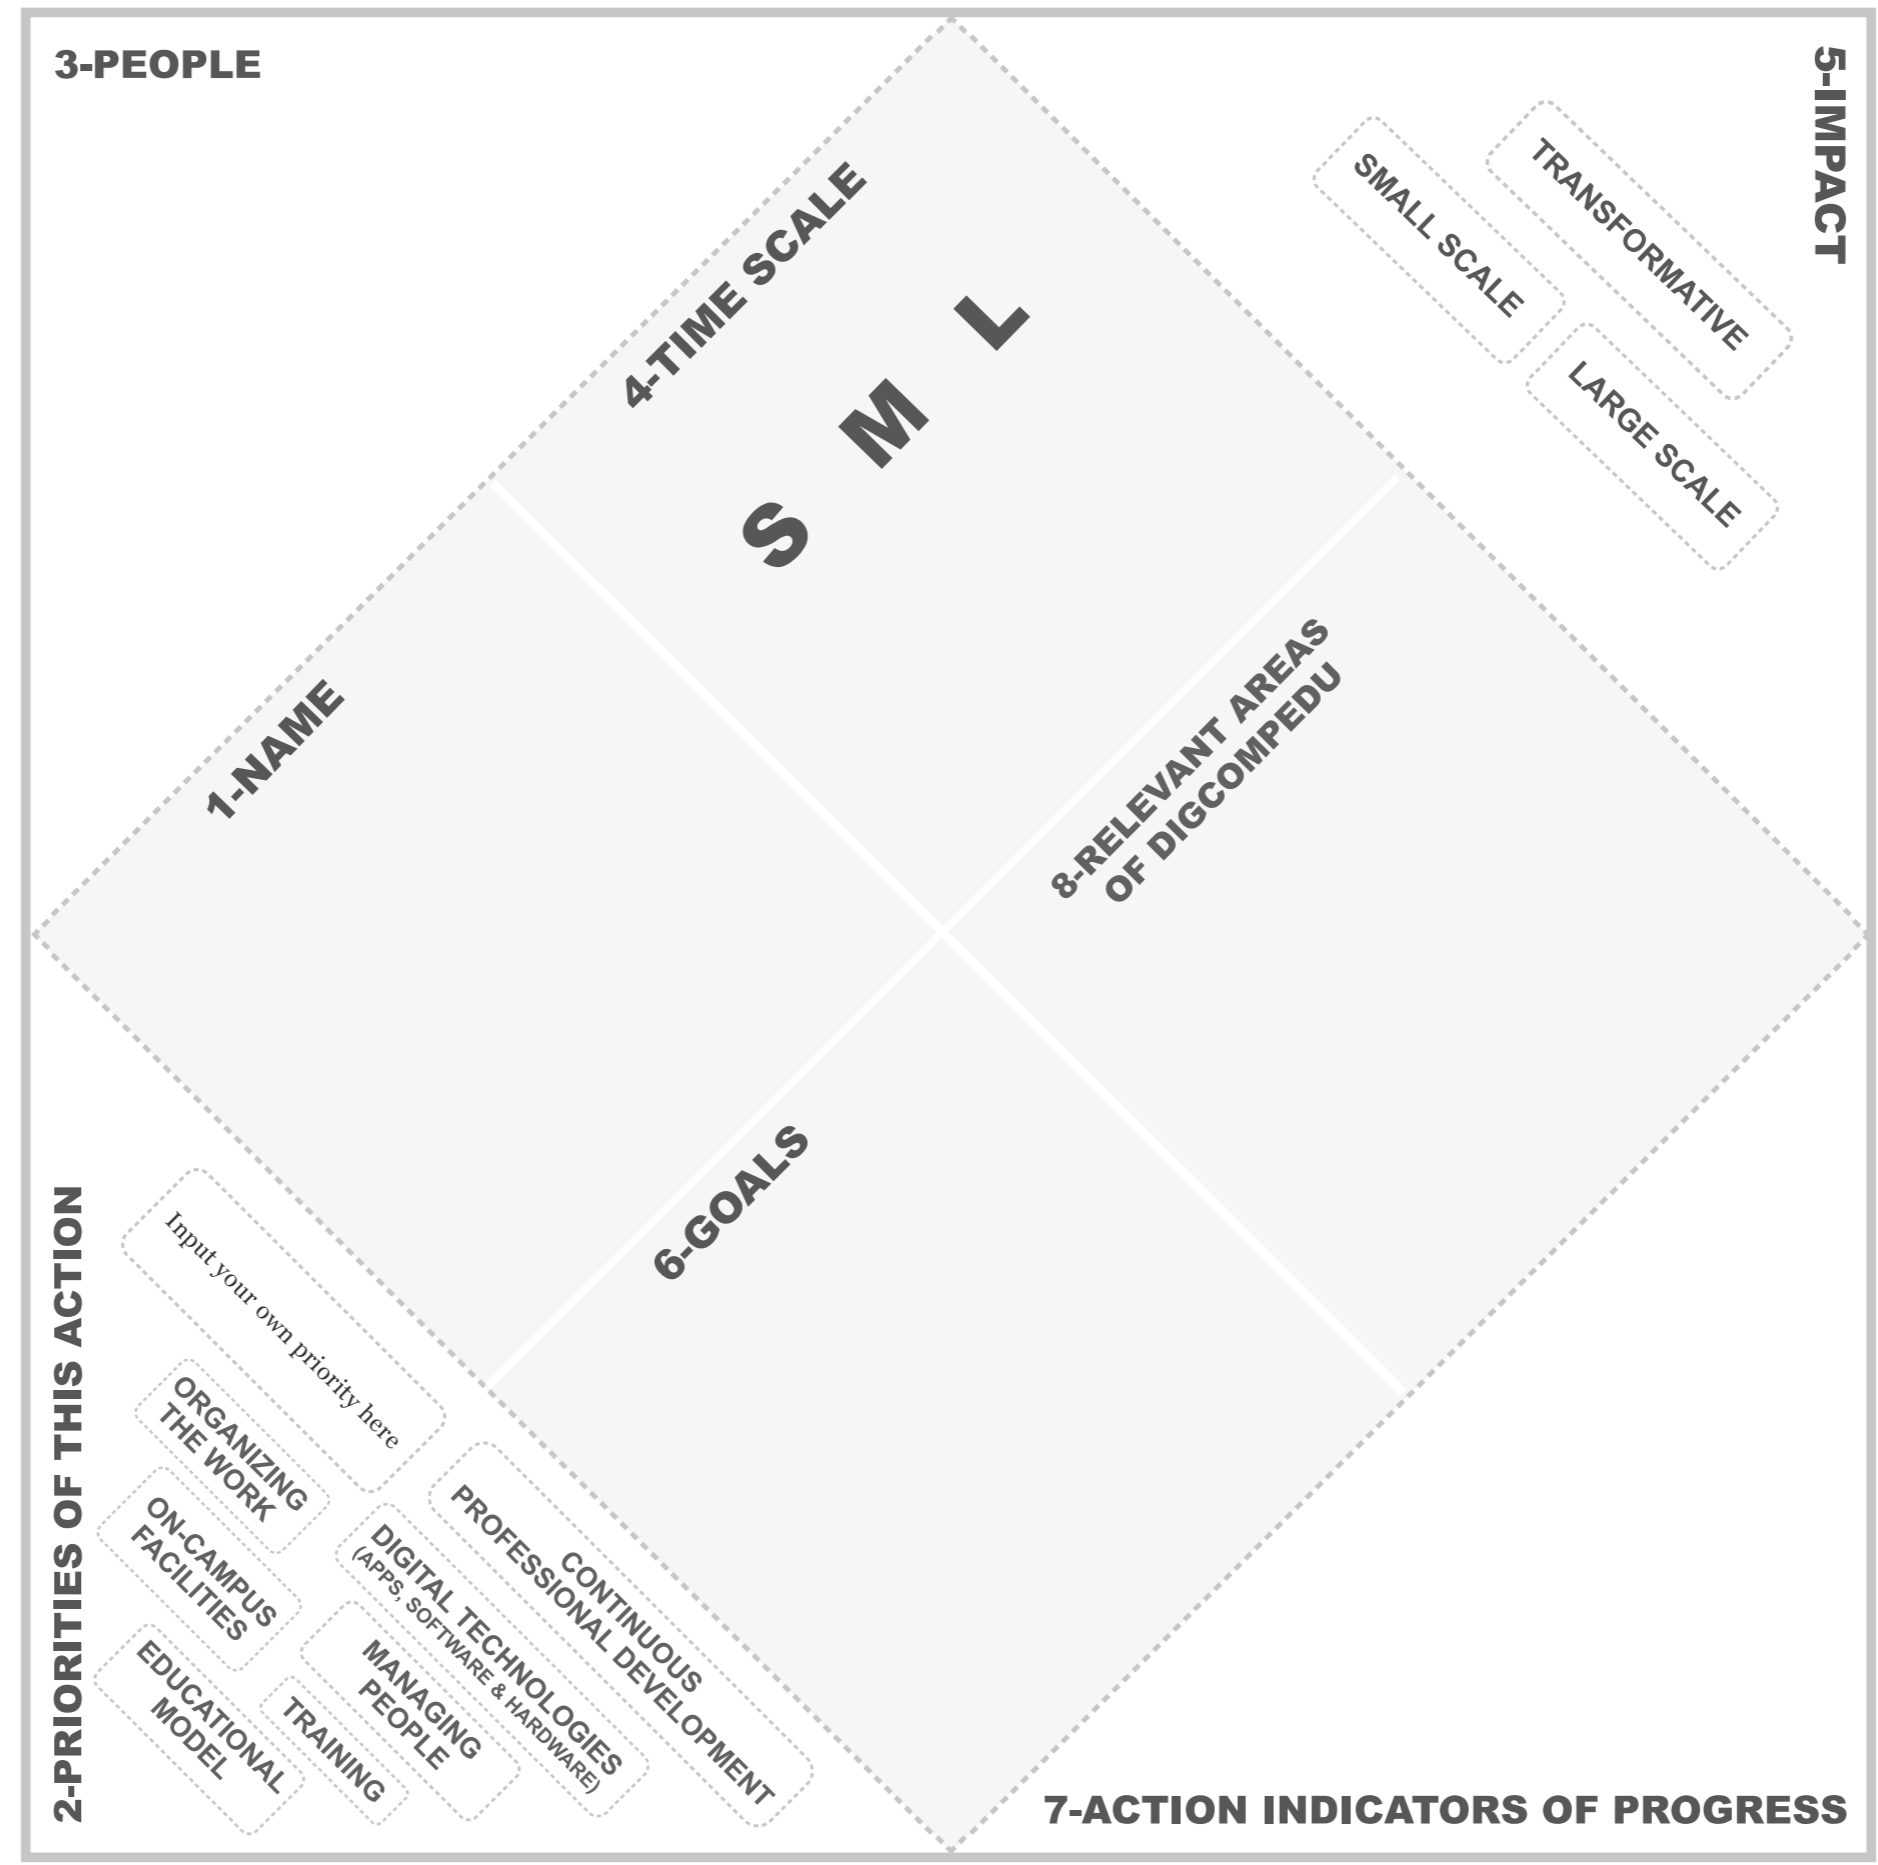 3-PEOPLE
5-IMPACT
SMALL SCALE
TRANSFORMATIVE
LARGE SCALE
4-TIME SCALE
S M L
1-NAME
8-RELEVANT AREAS
OF DIGCOMPEDU
6-GOALS
2-PRIORITIES OF THIS ACTION
Input your own priority here
ORGANIZING
THE WORK
ON-CAMPUS
FACILITIES
EDUCATIONAL
MODEL
TRAINING
MANAGING
PEOPLE
DIGITAL TECHNOLOGIES
(APPS, SOFTWARE & HARDWARE)
CONTINUOUS
PROFESSIONAL DEVELOPMENT
7-ACTION INDICATORS OF PROGRESS